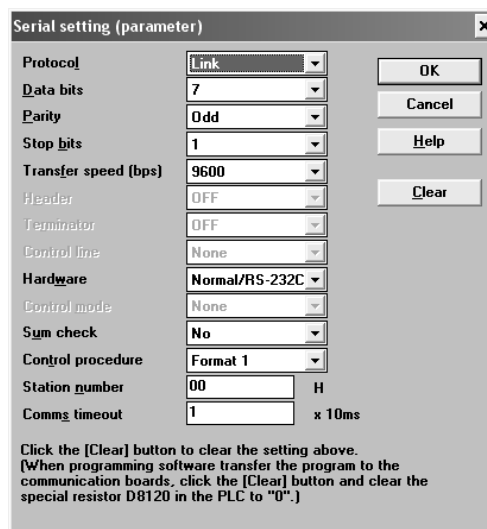 Serial setting (parameter)
Protocol Link
Data bits 7
Parity Odd
Stop bits 1
Transfer speed (bps) 9600
Header OFF
Terminator OFF
Control line None
Hardware Normal/RS-232C
Control mode None
Sum check No
Control procedure Format 1
Station number 00 H
Comms timeout 1 x 10ms
OK
Cancel
Help
Clear
Click the [Clear] button to clear the setting above.
(When programming software transfer the program to the
communication boards, click the [Clear] button and clear the
special resistor D8120 in the PLC to "0".)